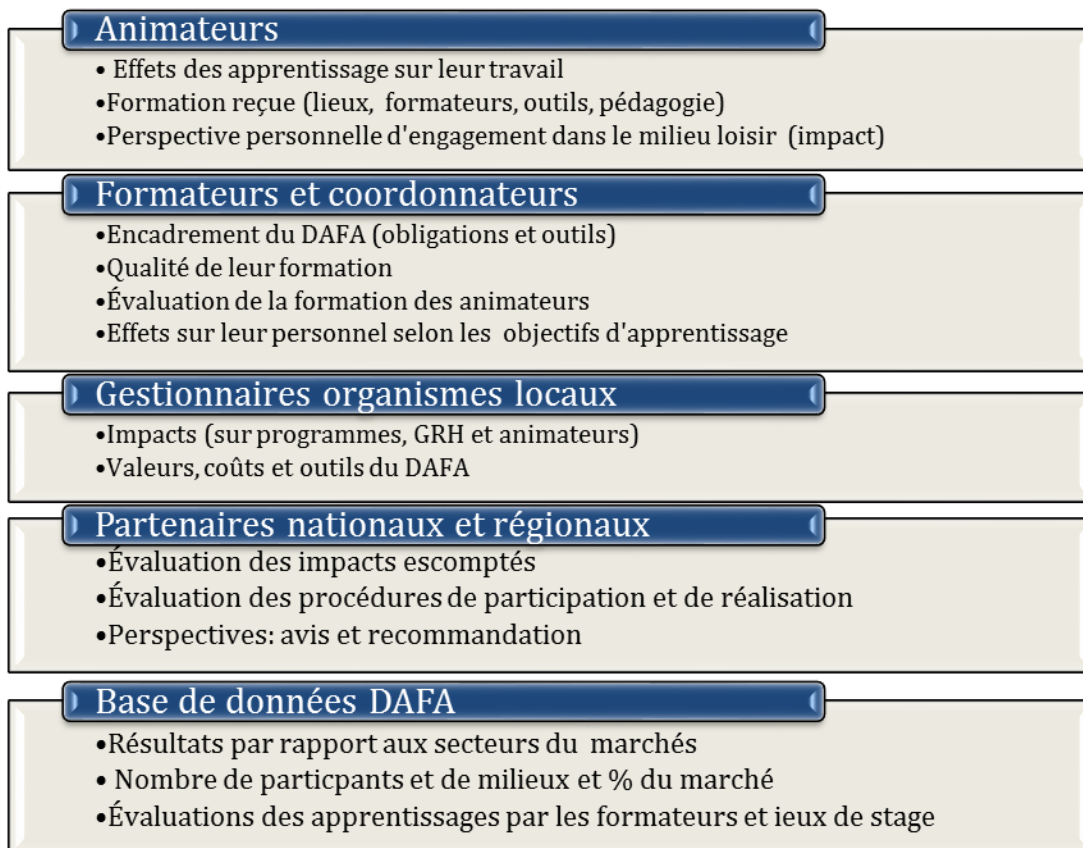 Animateurs
• Effets des apprentissage sur leur travail
•Formation reçue (lieux, formateurs, outils, pédagogie)
•Perspective personnelle d'engagement dans le milieu loisir (impact)
Formateurs et coordonnateurs
•Encadrement du DAFA (obligations et outils)
•Qualité de leur formation
•Évaluation de la formation des animateurs
•Effets sur leur personnel selon les objectifs d'apprentissage
Gestionnaires organismes locaux
•Impacts (sur programmes, GRH et animateurs)
•Valeurs, coûts et outils du DAFA
Partenaires nationaux et régionaux
•Évaluation des impacts escomptés
•Évaluation des procédures de participation et de réalisation
•Perspectives: avis et recommandation
Base de données DAFA
•Résultats par rapport aux secteurs du marchés
• Nombre de particpants et de milieux et % du marché
•Évaluations des apprentissages par les formateurs et ieux de stage